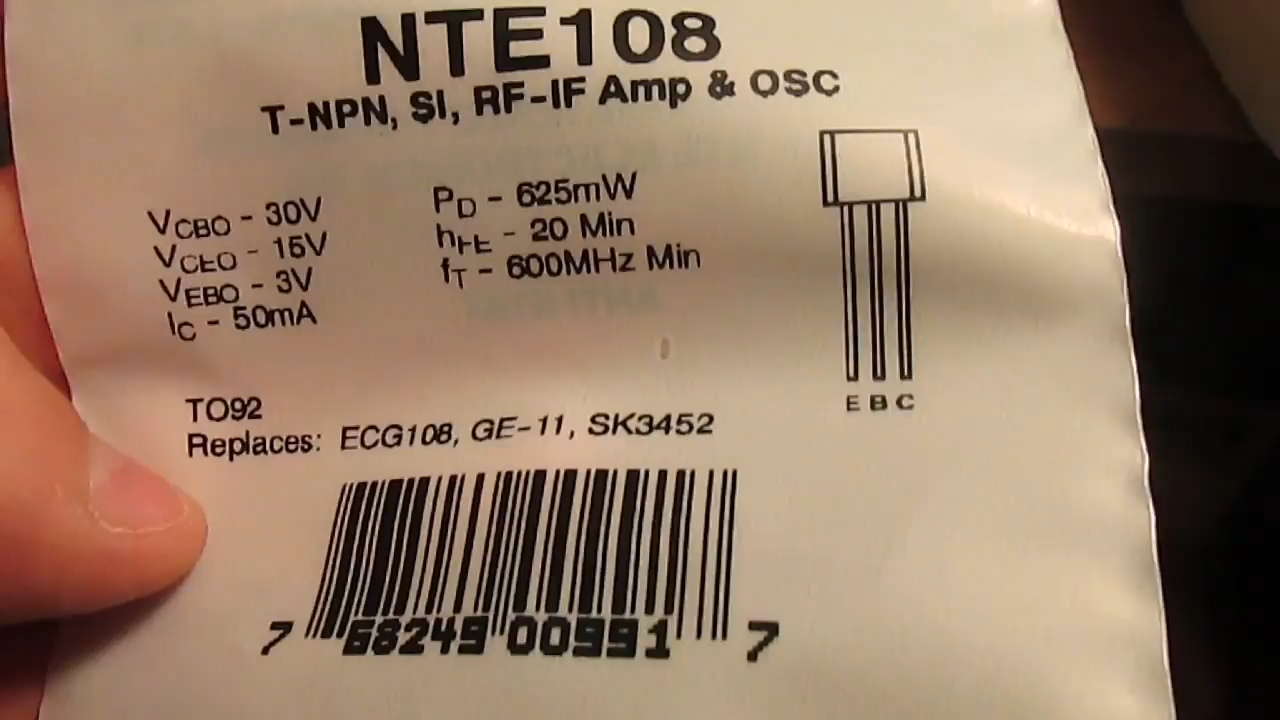 NTE108
T-NPN, SI, RF-IF Amp & OSC
VCBO - 30V
VCEO - 15V
VEBO - 3V
IC - 50mA
PD - 625mW
hFE - 20 Min
fT - 600MHz Min
E B C
TO92
Replaces: ECG108, GE-11, SK3452
7 68249 00991 7